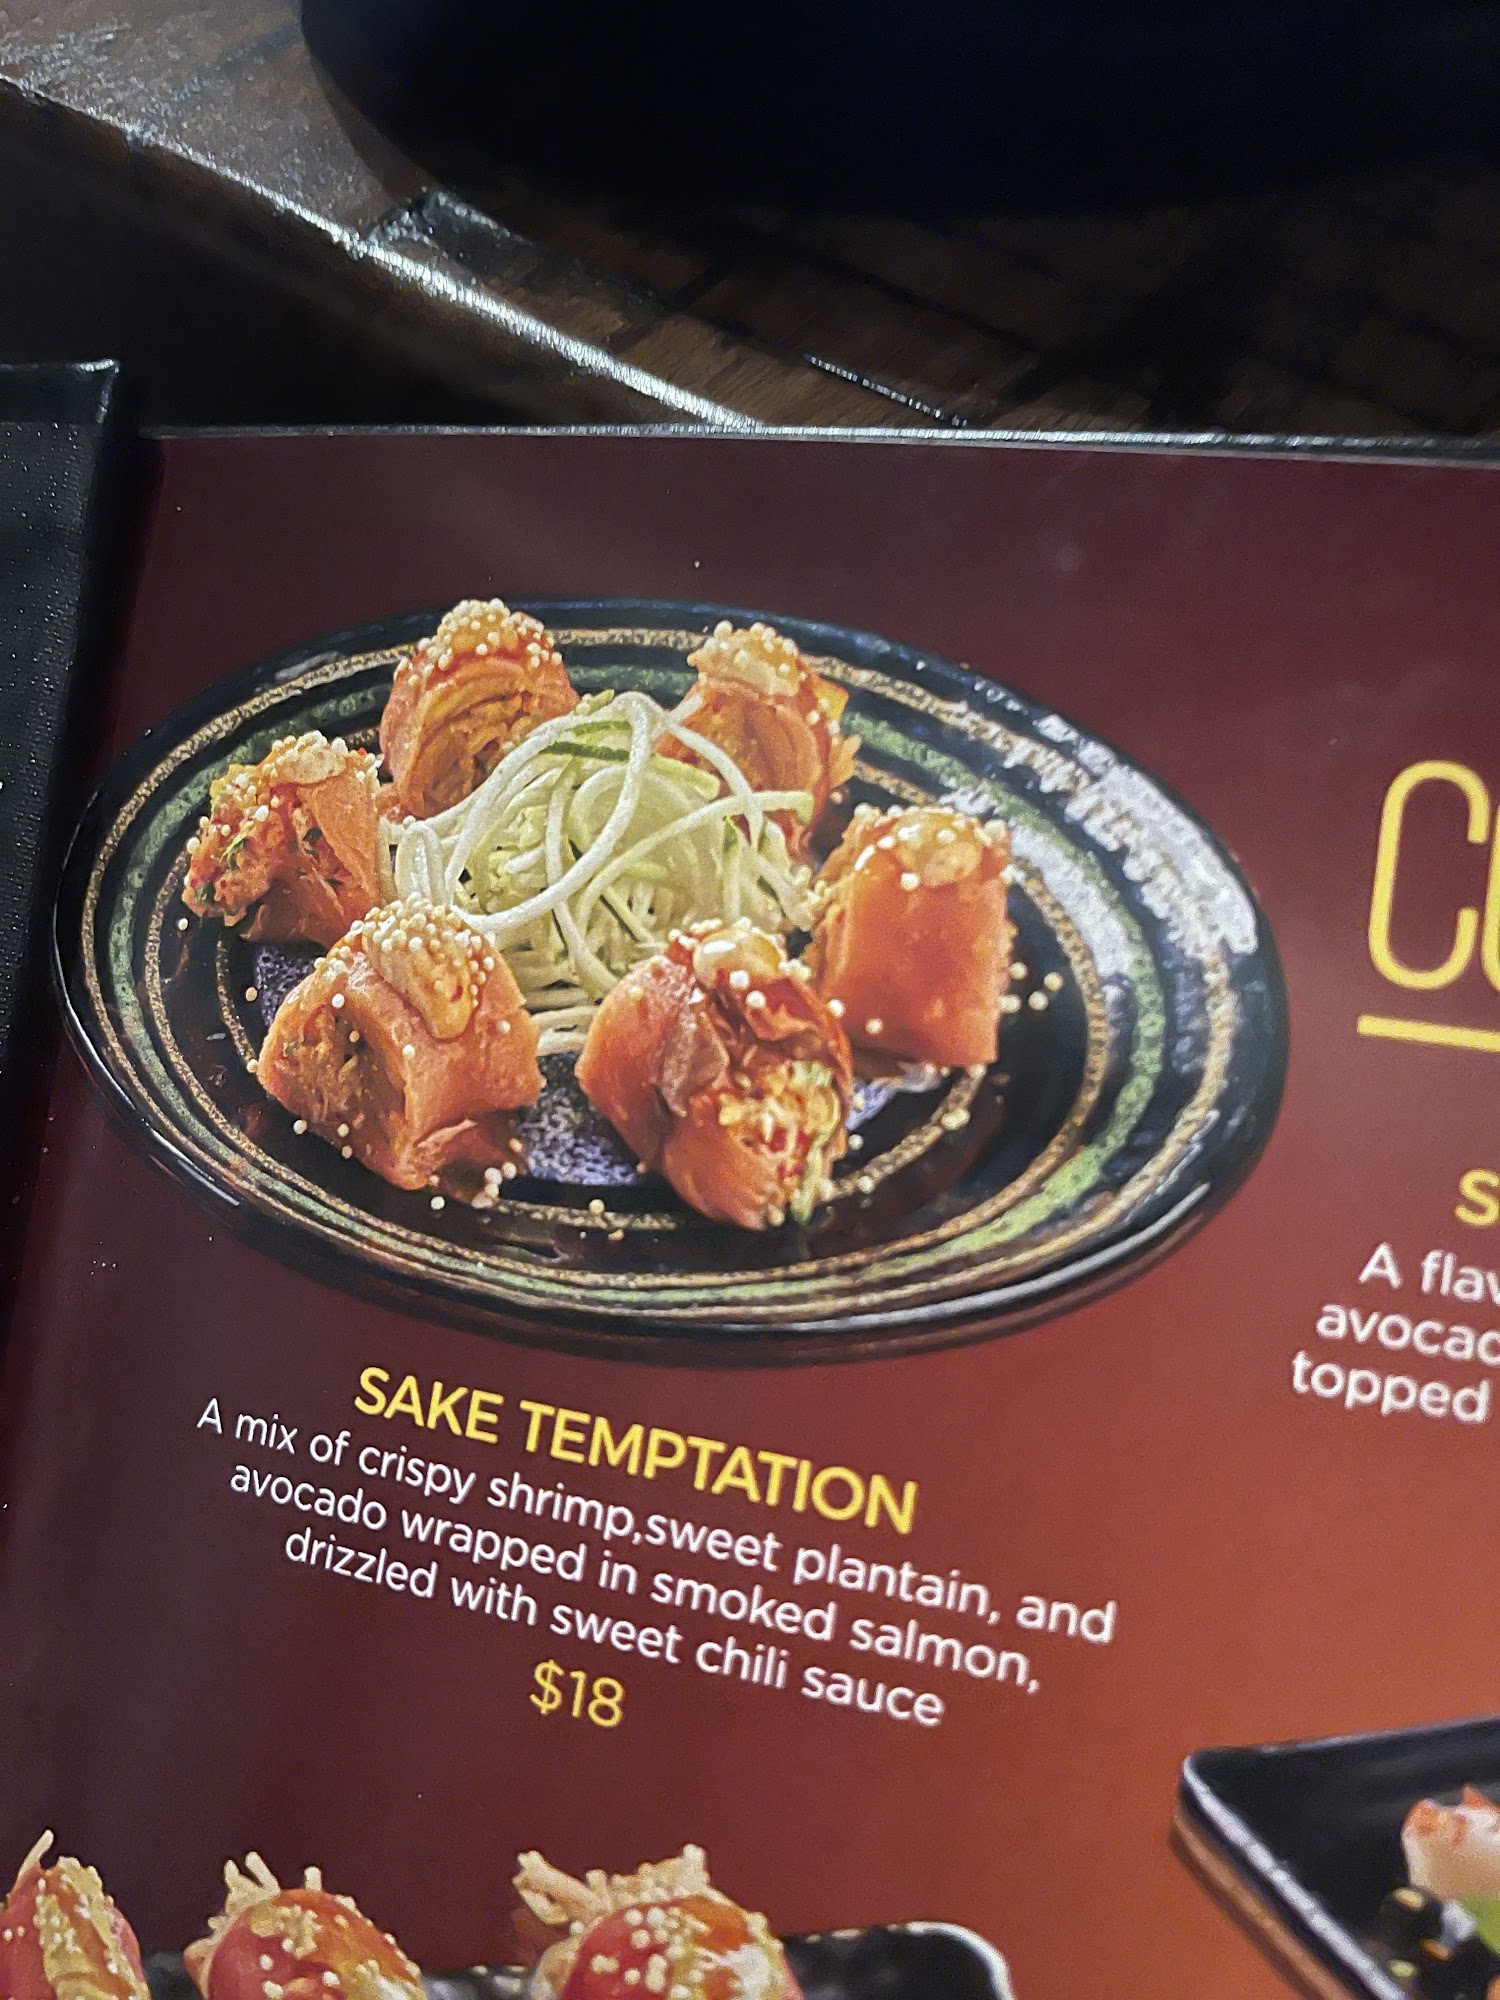 SAKE TEMPTATION
A mix of crispy shrimp,sweet plantain, and
avocado wrapped in smoked salmon,
drizzled with sweet chili sauce
$18
A
topped